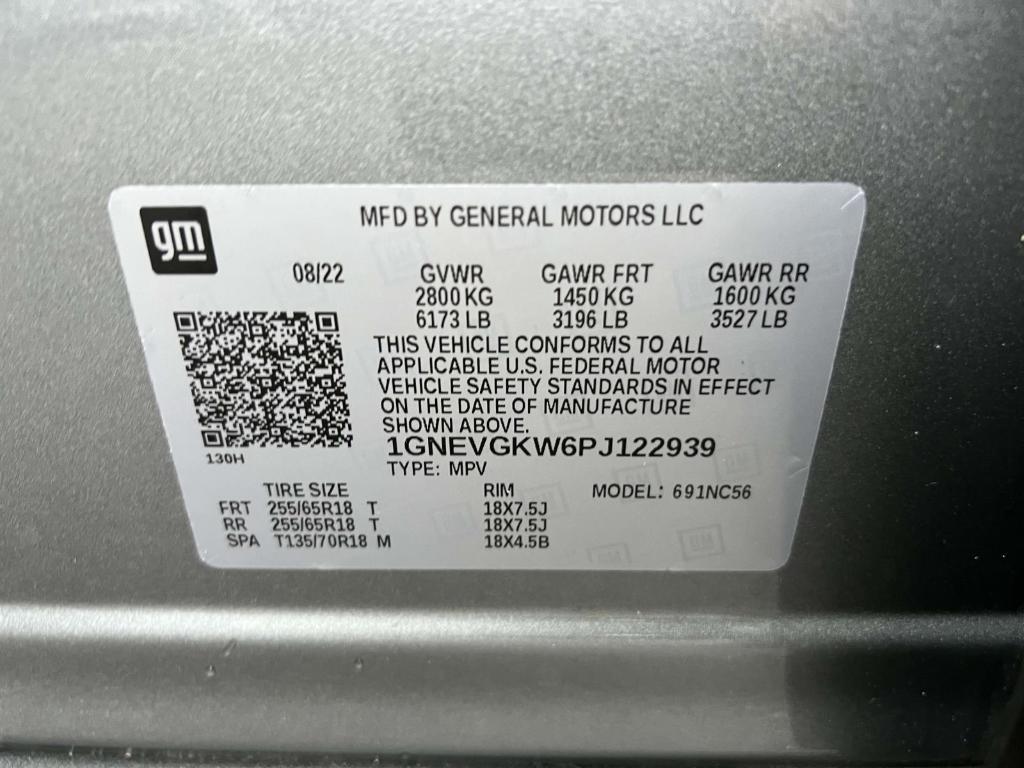 gm
MFD BY GENERAL MOTORS LLC
08/22 GVWR GAWR FRT GAWR RR
2800 KG 1450 KG 1600 KG
6173 LB 3196 LB 3527 LB
THIS VEHICLE CONFORMS TO ALL
APPLICABLE U.S. FEDERAL MOTOR
VEHICLE SAFETY STANDARDS IN EFFECT
ON THE DATE OF MANUFACTURE
SHOWN ABOVE.
1GNEVGKW6PJ122939
130H
TYPE: MPV
TIRE SIZE RIM MODEL: 691NC56
FRT 255/65R18 T 18X7.5J
RR 255/65R18 T 18X7.5J
SPA T135/70R18 M 18X4.5B